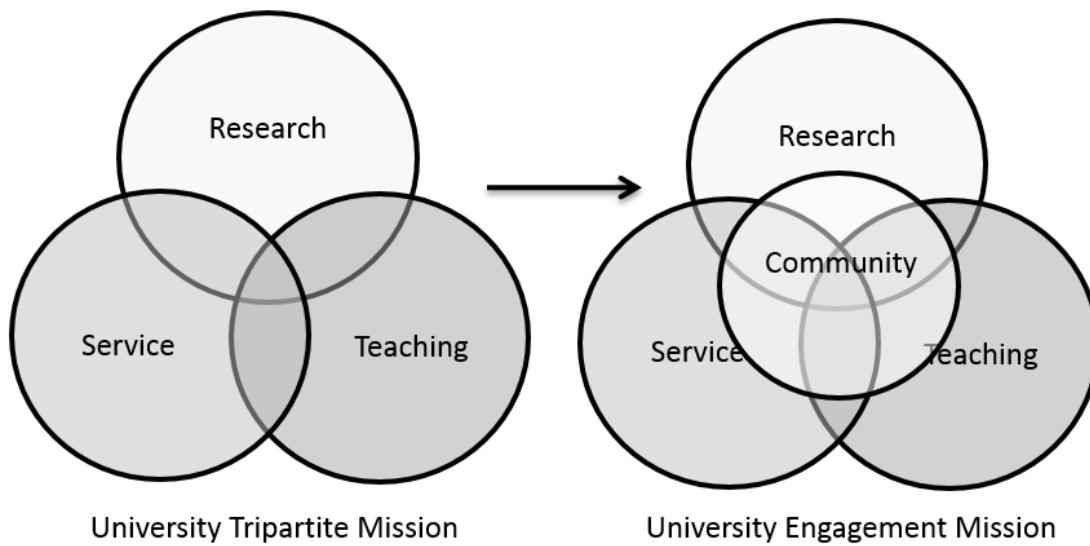 Research
Service
Teaching
University Tripartite Mission
Research
Community
Service
Teaching
University Engagement Mission